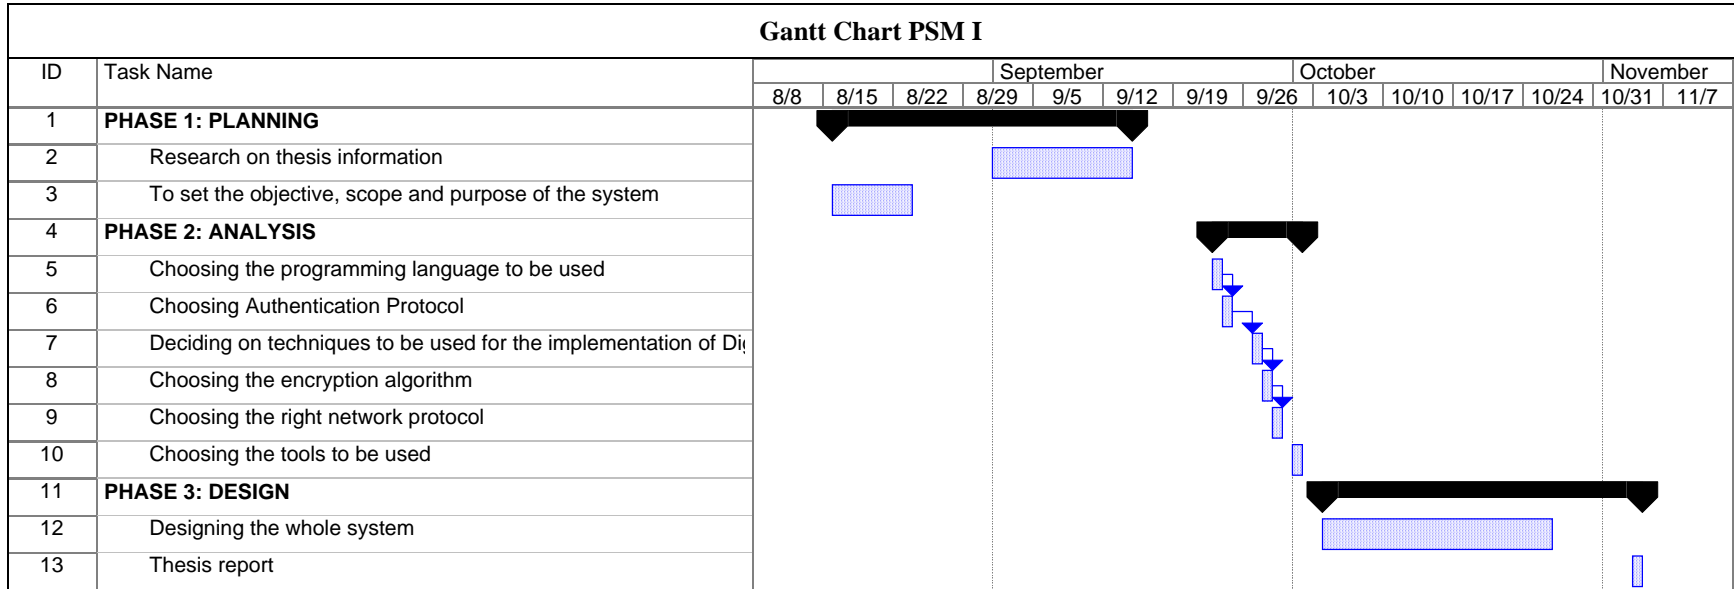 Gantt Chart PSM I
ID Task Name September October November
8/8 8/15 8/22 8/29 9/5 9/12 9/19 9/26 10/3 10/10 10/17 10/24 10/31 11/7
1 PHASE 1: PLANNING
2 Research on thesis information
3 To set the objective, scope and purpose of the system
4 PHASE 2: ANALYSIS
5 Choosing the programming language to be used
6 Choosing Authentication Protocol
7 Deciding on techniques to be used for the implementation of
8 Choosing the encryption algorithm
9 Choosing the right network protocol
10 Choosing the tools to be used
11 PHASE 3: DESIGN
12 Designing the whole system
13 Thesis report